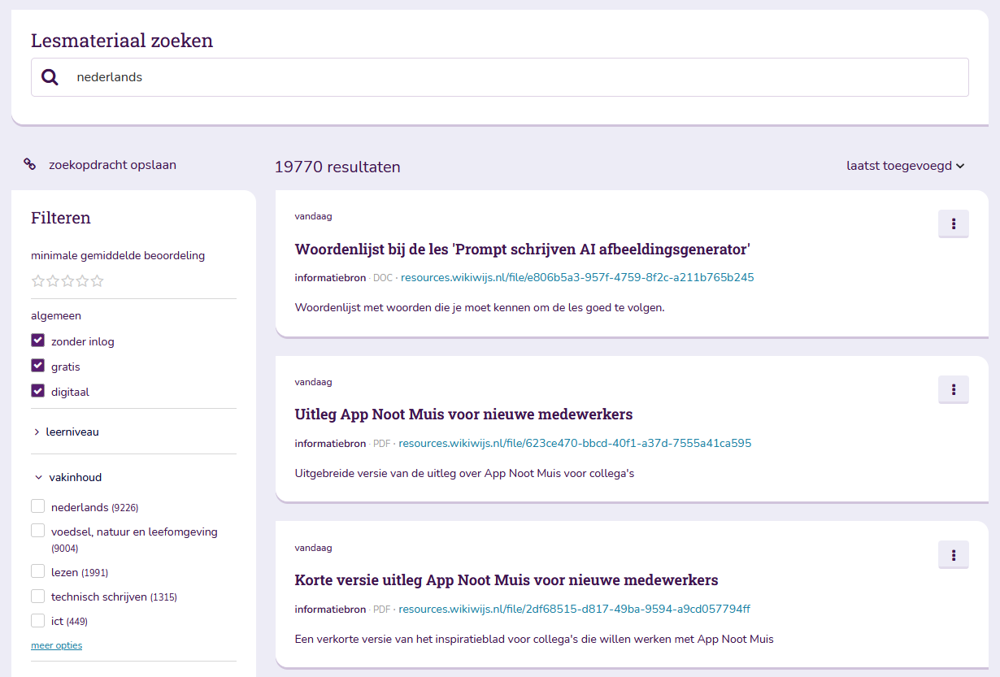 Lesmateriaal zoeken
nederlands
zoekopdracht opslaan
19770 resultaten
laatst toegevoegd
Filteren
minimale gemiddelde beoordeling
algemeen
zonder inlog
gratis
digitaal
leerniveau
vakinhoud
nederlands (9226)
voedsel, natuur en leefomgeving
(9004)
lezen (1991)
technisch schrijven (1315)
ict (449)
meer opties
vandaag
Woordenlijst bij de les 'Prompt schrijven AI afbeeldingsgenerator'
informatiebron · DOC · resources.wikiwijs.nl/file/e806b5a3-957f-4759-8f2c-a211b765b245
Woordenlijst met woorden die je moet kennen om de les goed te volgen.
vandaag
Uitleg App Noot Muis voor nieuwe medewerkers
informatiebron · PDF · resources.wikiwijs.nl/file/623ce470-bbcd-40f1-a37d-7555a41ca595
Uitgebreide versie van de uitleg over App Noot Muis voor collega's
vandaag
Korte versie uitleg App Noot Muis voor nieuwe medewerkers
informatiebron · PDF · resources.wikiwijs.nl/file/2df68515-d817-49ba-9594-a9cd057794ff
Een verkorte versie van het inspiratieblad voor collega's die willen werken met App Noot Muis